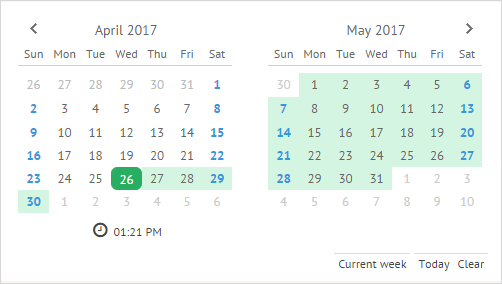 April 2017
Sun Mon Tue Wed Thu Fri Sat
26 27 28 29 30 31 1
2 3 4 5 6 7 8
9 10 11 12 13 14 15
16 17 18 19 20 21 22
23 24 25 26 27 28 29
30 1 2 3 4 5 6
01:21 PM
May 2017
Sun Mon Tue Wed Thu Fri Sat
30 1 2 3 4 5 6
7 8 9 10 11 12 13
14 15 16 17 18 19 20
21 22 23 24 25 26 27
28 29 30 31 1 2 3
4 5 6 7 8 9 10
Current week Today Clear